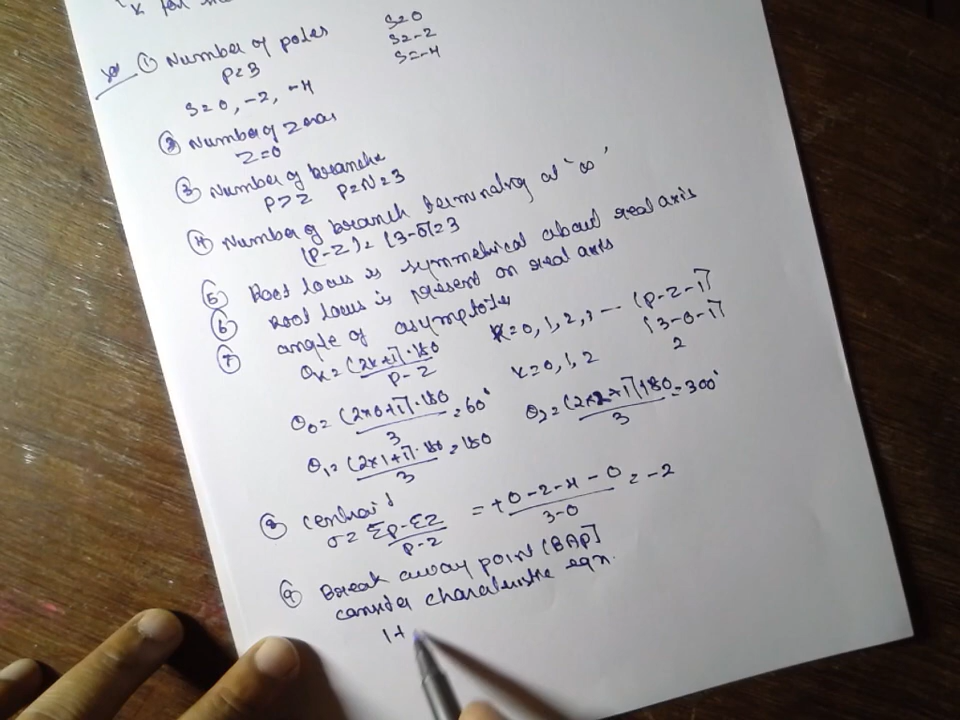 K for
① Number of poles
P=3
S=0
S=-2
S=-4
S=0, -2, -4
② Number of zeros
Z=0
③ Number of branche
P>Z P=N=3
④ Number of branch terminating at '∞'
(P-Z) = (3-0)=3
⑤ Root locus is symmetrical about real axis
⑥ Root locus is present on real axis
⑦ angle of asymptote
θK = (2K+1)·180 / P-Z
K=0,1,2,3---- (P-Z-1)
(3-0-1)
K=0,1,2
2
θ0 = (2×0+1)·180 / 3 = 60°
θ2 = (2×2+1)180 / 3 = 300°
θ1 = (2×1+1)·180 / 3 = 180
⑧ Centroid
σ = ΣP-ΣZ / P-Z = +0-2-4-0 / 3-0 = -2
⑨ Break away point (BAP)
consider characteristic eqn.
1+